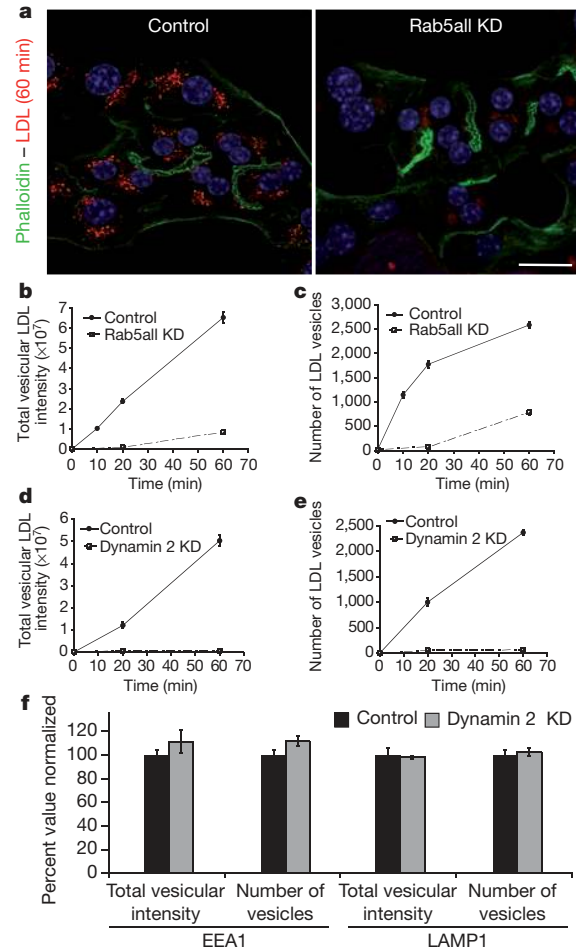 a
Control
Rab5all KD
Phalloidin – LDL (60 min)
b
Total vesicular LDL
intensity (×10⁷)
7
6
5
4
3
2
1
0
Control
Rab5all KD
0 10 20 30 40 50 60 70
Time (min)
c
Number of LDL vesicles
3,000
2,500
2,000
1,500
1,000
500
0
Control
Rab5all KD
0 10 20 30 40 50 60 70
Time (min)
d
Total vesicular LDL
intensity (×10⁷)
6
5
4
3
2
1
0
Control
Dynamin 2 KD
0 10 20 30 40 50 60 70
Time (min)
e
Number of LDL vesicles
2,500
2,000
1,500
1,000
500
0
Control
Dynamin 2 KD
0 10 20 30 40 50 60 70
Time (min)
f
Percent value normalized
120
100
80
60
40
20
0
Control Dynamin 2 KD
Total vesicular
intensity
Number of
vesicles
Total vesicular
intensity
Number of
vesicles
EEA1
LAMP1